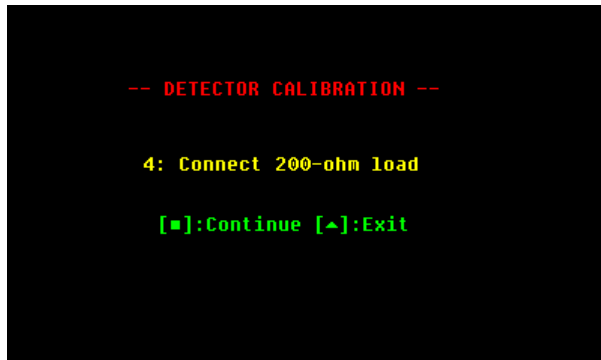 -- DETECTOR CALIBRATION --
4: Connect 200-ohm load
[■]:Continue [▲]:Exit